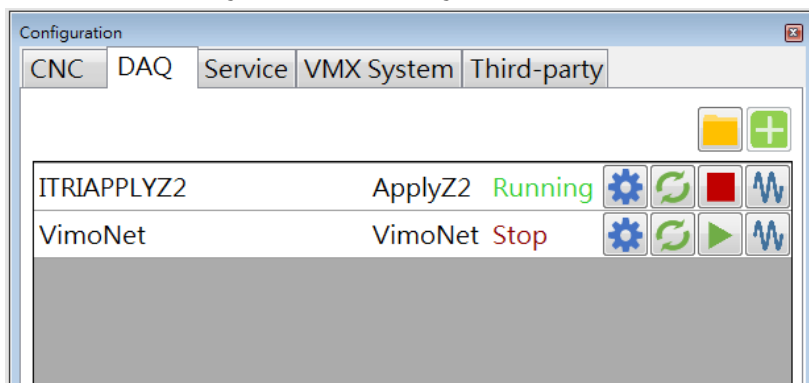 Configuration
CNC DAQ Service VMX System Third-party
ITRIAPPLYZ2 ApplyZ2 Running
VimoNet VimoNet Stop